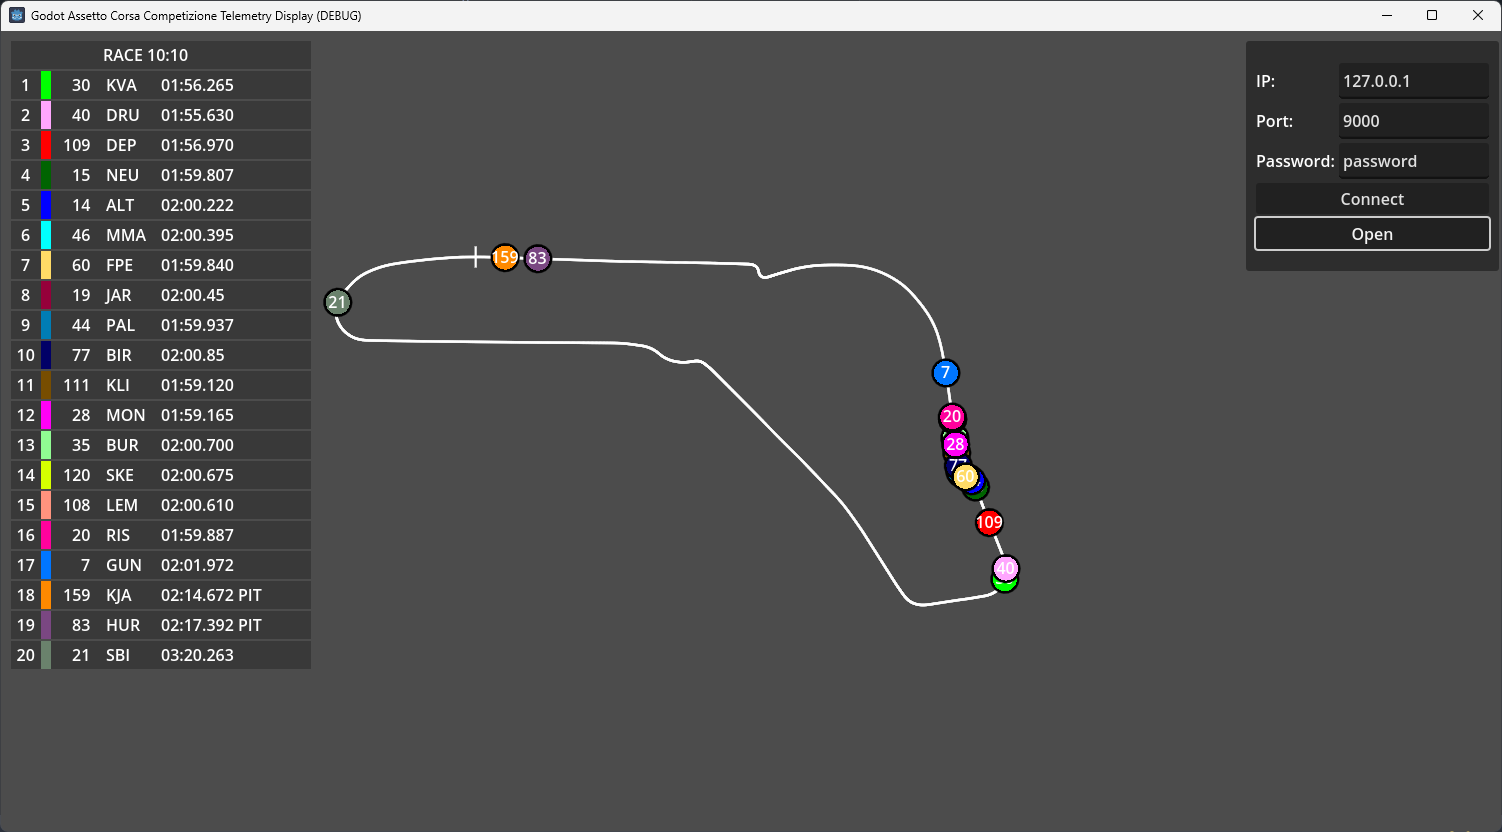 Godot Assetto Corsa Competizione Telemetry Display (DEBUG)
RACE 10:10
1 30 KVA 01:56.265
2 40 DRU 01:55.630
3 109 DEP 01:56.970
4 15 NEU 01:59.807
5 14 ALT 02:00.222
6 46 MMA 02:00.395
7 60 FPE 01:59.840
8 19 JAR 02:00.45
9 44 PAL 01:59.937
10 77 BIR 02:00.85
11 111 KLI 01:59.120
12 28 MON 01:59.165
13 35 BUR 02:00.700
14 120 SKE 02:00.675
15 108 LEM 02:00.610
16 20 RIS 01:59.887
17 7 GUN 02:01.972
18 159 KJA 02:14.672 PIT
19 83 HUR 02:17.392 PIT
20 21 SBI 03:20.263
159 83
21
7
20
28
77
60
109
40
IP: 127.0.0.1
Port: 9000
Password: password
Connect
Open